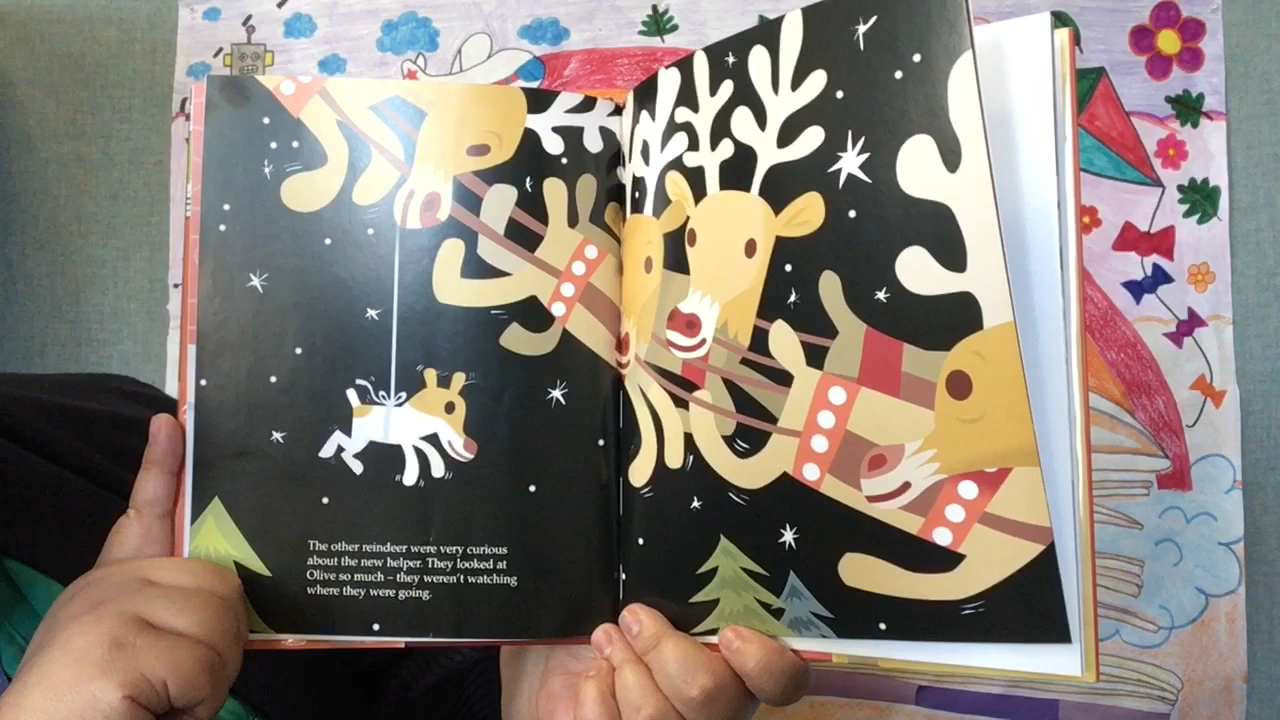 The other reindeer were very curious
about the new helper. They looked at
Olive so much – they weren't watching
where they were going.